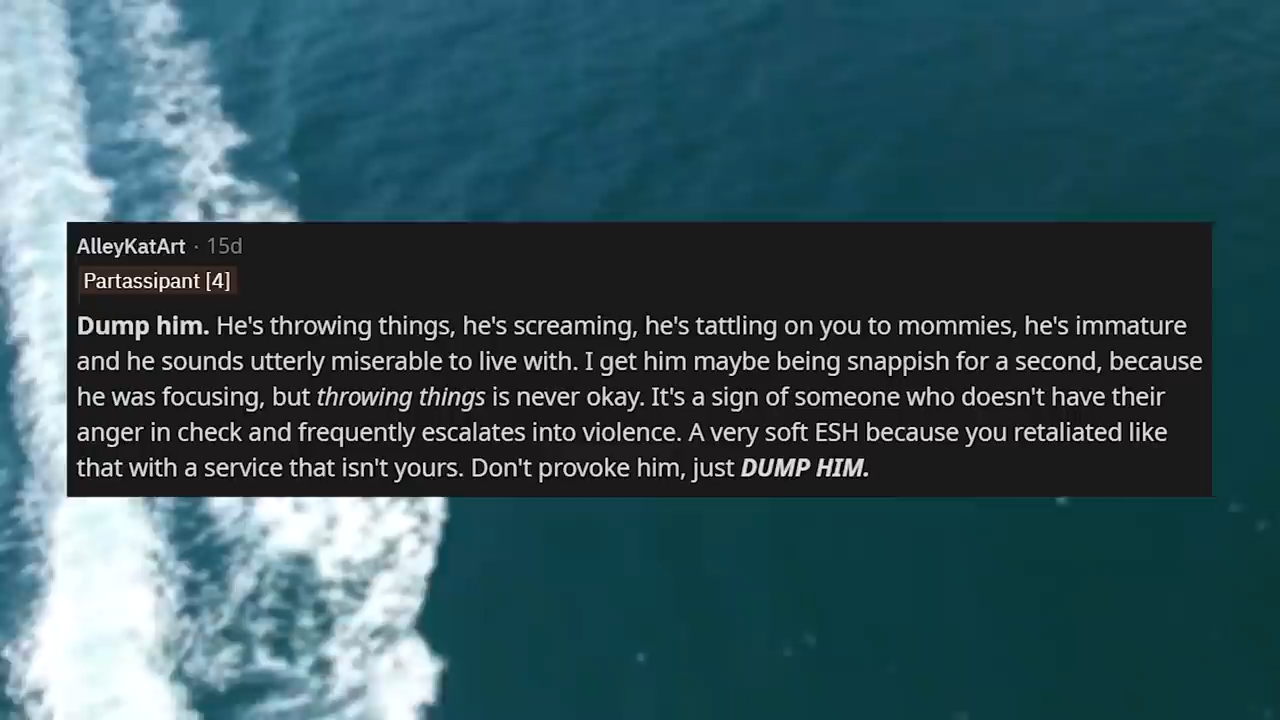 AlleyKatArt · 15d
Partassipant [4]
Dump him. He's throwing things, he's screaming, he's tattling on you to mommies, he's immature
and he sounds utterly miserable to live with. I get him maybe being snappish for a second, because
he was focusing, but throwing things is never okay. It's a sign of someone who doesn't have their
anger in check and frequently escalates into violence. A very soft ESH because you retaliated like
that with a service that isn't yours. Don't provoke him, just DUMP HIM.